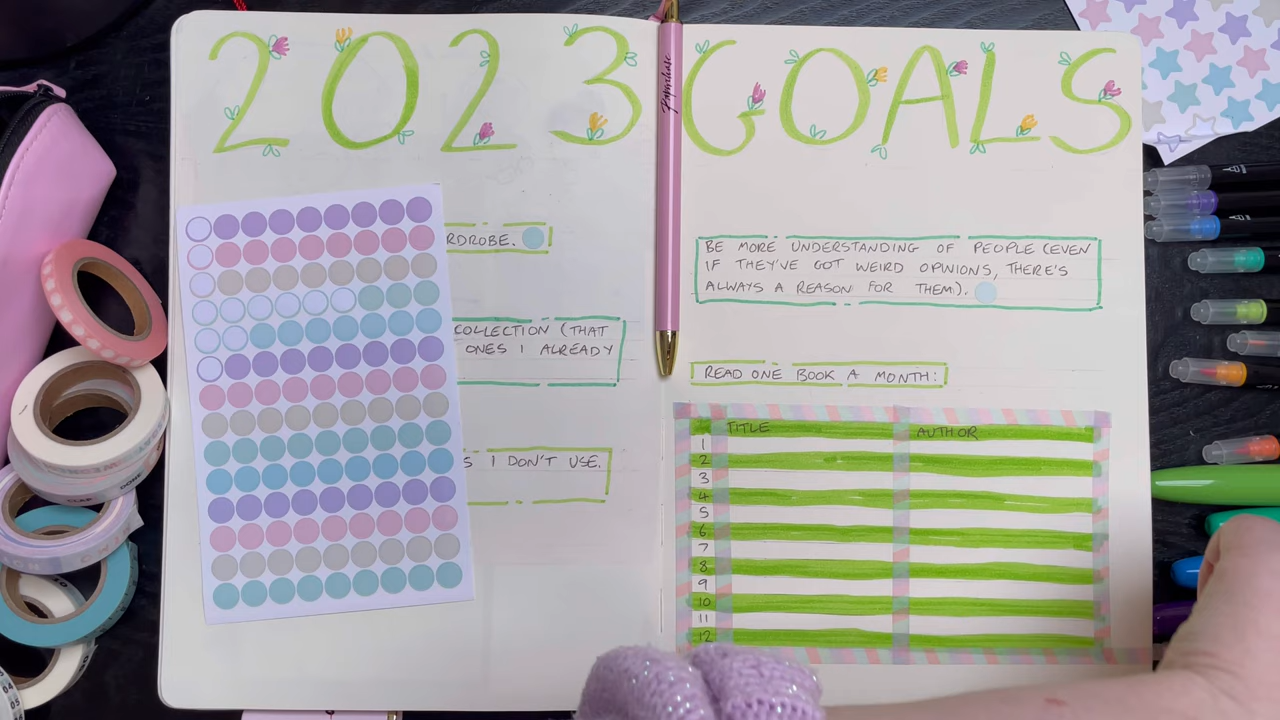 2023 GOALS
RDROBE.
COLLECTION (THAT
ONES I ALREADY
S I DON'T USE.
Paperchase
BE MORE UNDERSTANDING OF PEOPLE (EVEN
IF THEY'VE GOT WEIRD OPINIONS, THERE'S
ALWAYS A REASON FOR THEM).
READ ONE BOOK A MONTH:
TITLE AUTHOR
1
2
3
4
5
6
7
8
9
10
11
12